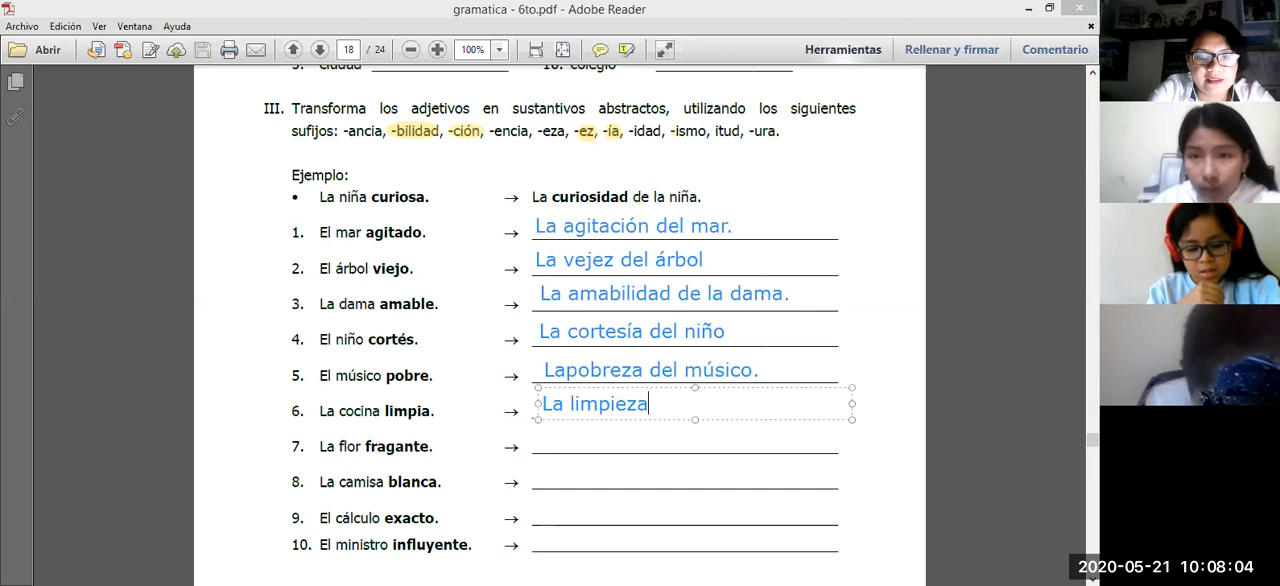 gramatica - 6to.pdf - Adobe Reader
Archivo Edición Ver Ventana Ayuda
Abrir 18 / 24 100% Herramientas Rellenar y firmar Comentario
III. Transforma los adjetivos en sustantivos abstractos, utilizando los siguientes
sufijos: -ancia, -bilidad, -ción, -encia, -eza, -ez, -ía, -idad, -ismo, itud, -ura.
Ejemplo:
• La niña curiosa. → La curiosidad de la niña.
1. El mar agitado. → La agitación del mar.
2. El árbol viejo. → La vejez del árbol
3. La dama amable. → La amabilidad de la dama.
4. El niño cortés. → La cortesía del niño
5. El músico pobre. → Lapobreza del músico.
6. La cocina limpia. → La limpieza
7. La flor fragante. →
8. La camisa blanca. →
9. El cálculo exacto. →
10. El ministro influyente. →
2020-05-21 10:08:04